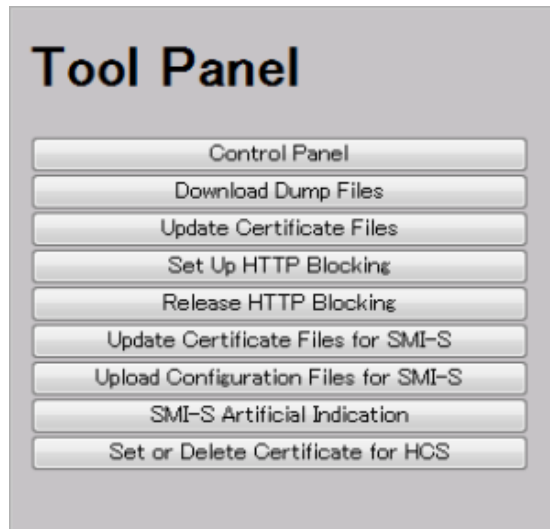 Tool Panel
Control Panel
Download Dump Files
Update Certificate Files
Set Up HTTP Blocking
Release HTTP Blocking
Update Certificate Files for SMI-S
Upload Configuration Files for SMI-S
SMI-S Artificial Indication
Set or Delete Certificate for HCS